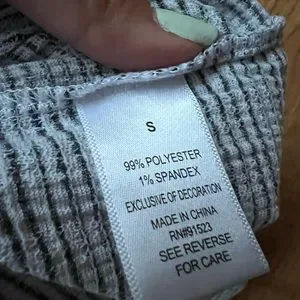 S
99% POLYESTER
1% SPANDEX
EXCLUSIVE OF DECORATION
MADE IN CHINA
RN#91523
SEE REVERSE
FOR CARE